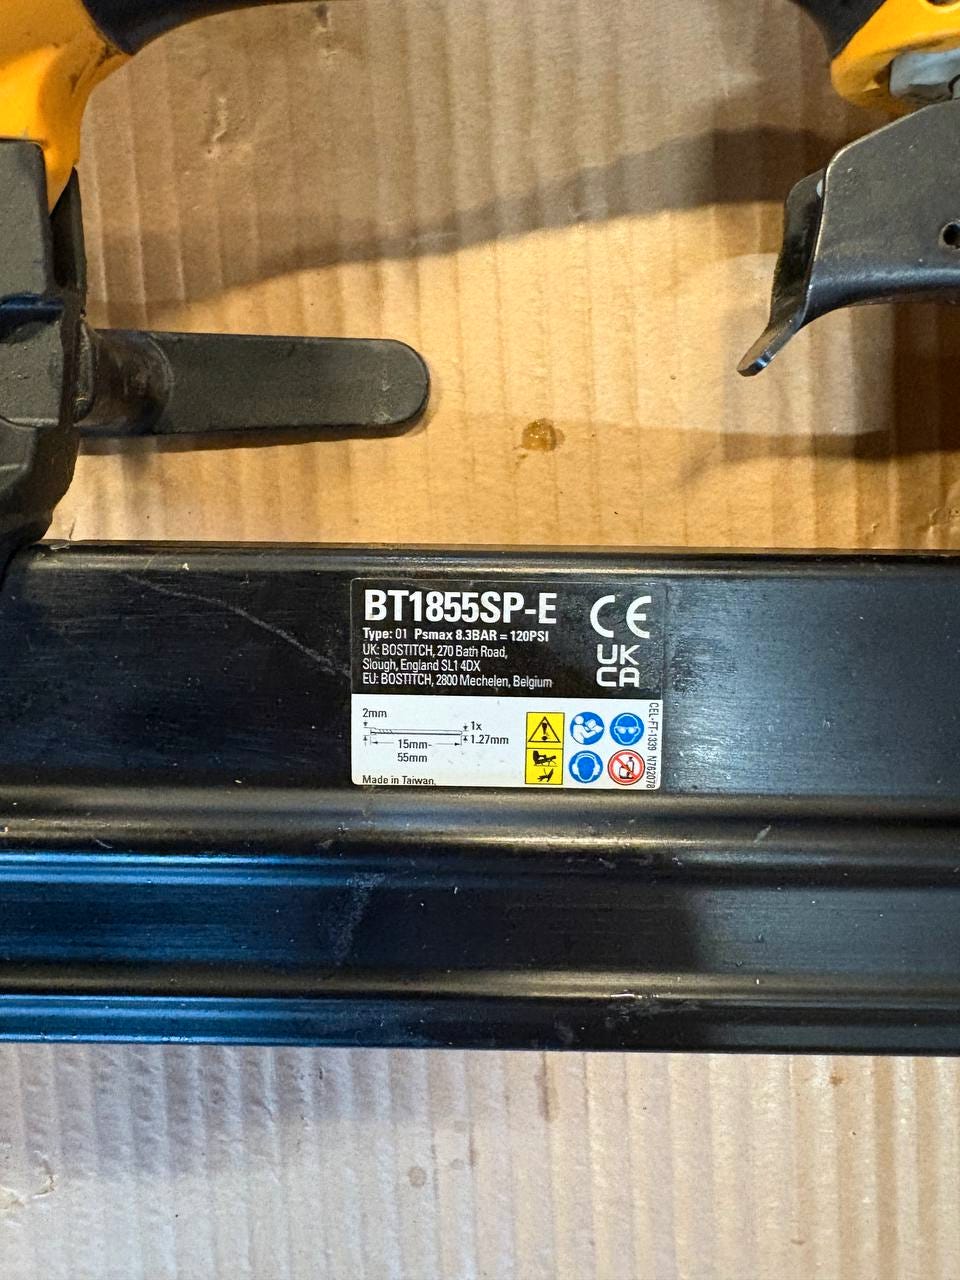 BT1855SP-E
Type: 01 Psmax 8.3BAR = 120PSI
UK: BOSTITCH, 270 Bath Road,
Slough, England SL1 4DX
EU: BOSTITCH, 2800 Mechelen, Belgium
CE
UK
CA
2mm
1x
1.27mm
15mm-
55mm
Made in Taiwan.
CEL-FT-1339 N762078